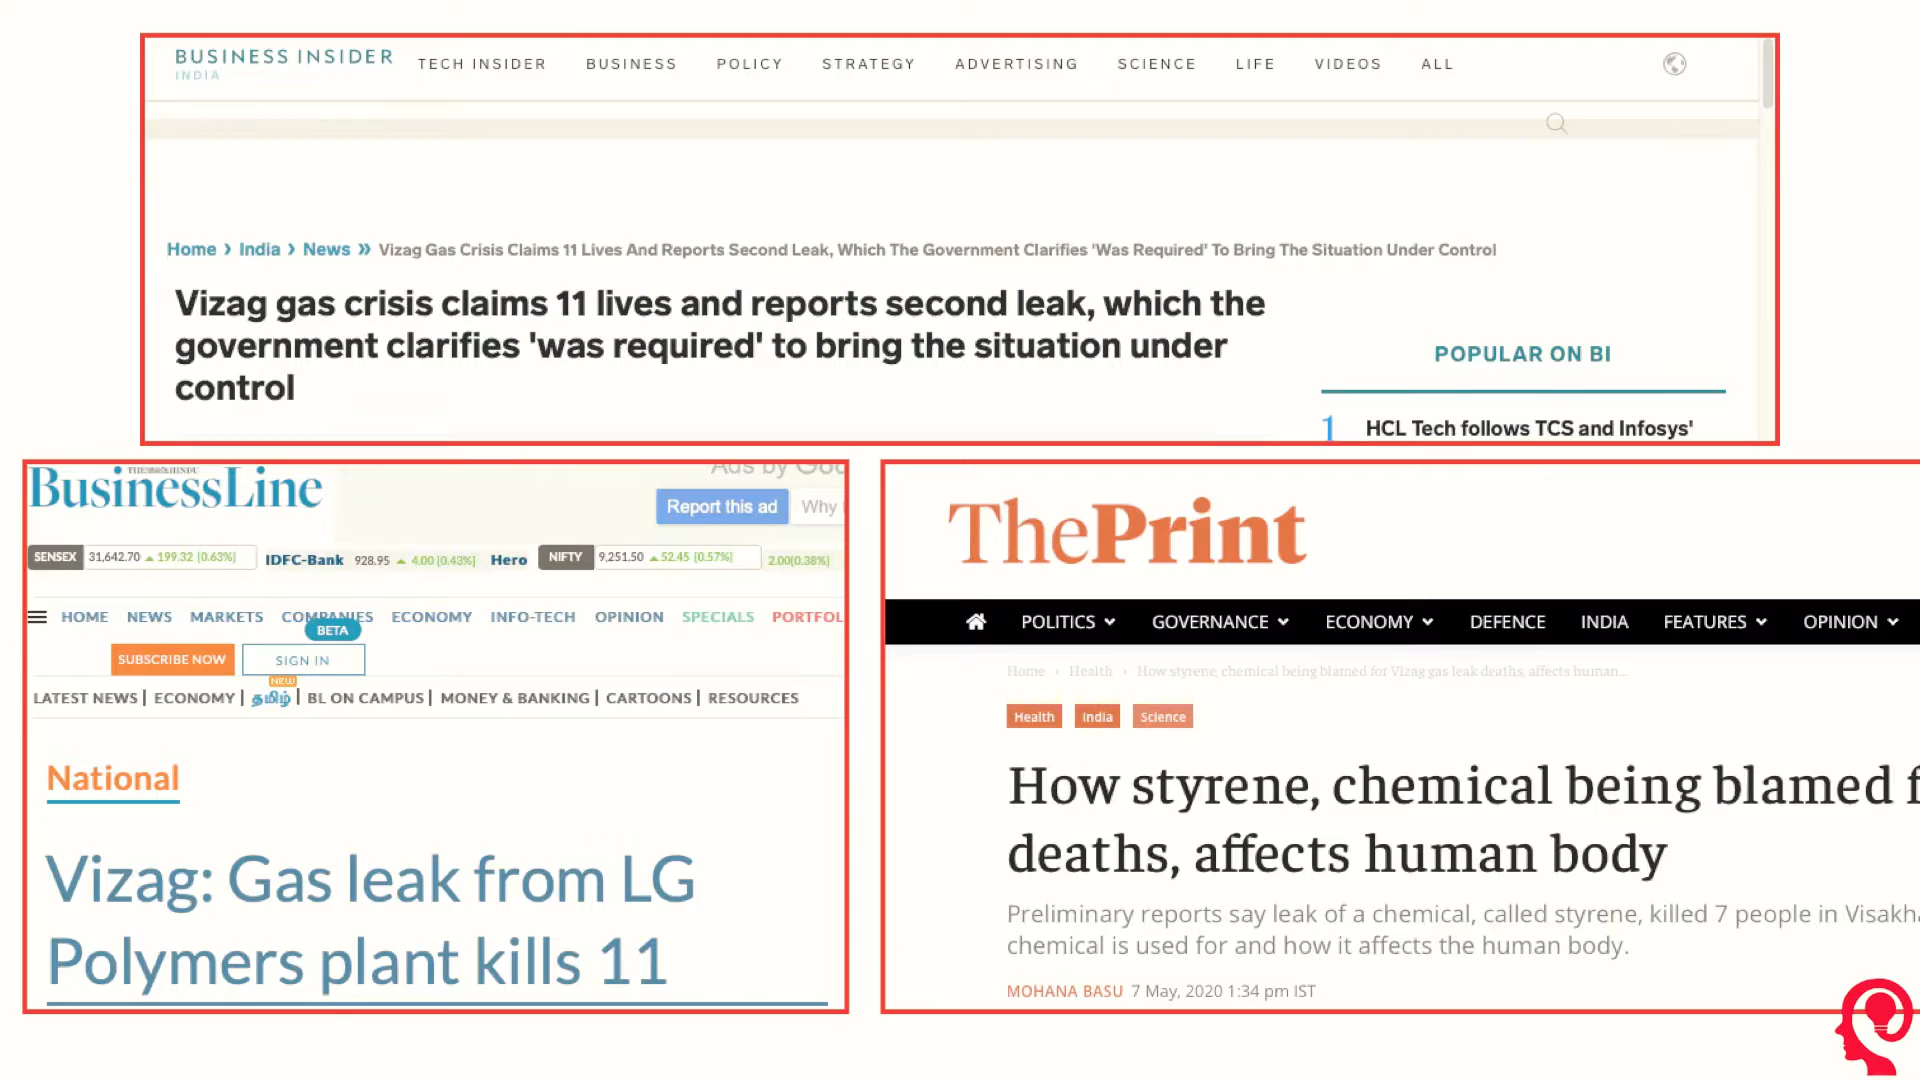 BUSINESS INSIDER
INDIA
TECH INSIDER BUSINESS POLICY STRATEGY ADVERTISING SCIENCE LIFE VIDEOS ALL
Home › India › News » Vizag Gas Crisis Claims 11 Lives And Reports Second Leak, Which The Government Clarifies 'Was Required' To Bring The Situation Under Control
Vizag gas crisis claims 11 lives and reports second leak, which the
government clarifies 'was required' to bring the situation under
control
POPULAR ON BI
1 HCL Tech follows TCS and Infosys'
THE HINDU
BusinessLine
Ads by Goo
Report this ad Why
SENSEX 31,642.70 199.32 (0.63%) IDFC-Bank 928.95 4.00 (0.43%) Hero NIFTY 9,251.50 52.45 (0.57%) 2.00(0.38%)
HOME NEWS MARKETS COMPANIES ECONOMY INFO-TECH OPINION SPECIALS PORTFOL
BETA
SUBSCRIBE NOW SIGN IN
NEW
LATEST NEWS | ECONOMY | தமிழ் | BL ON CAMPUS | MONEY & BANKING | CARTOONS | RESOURCES
National
Vizag: Gas leak from LG
Polymers plant kills 11
ThePrint
POLITICS GOVERNANCE ECONOMY DEFENCE INDIA FEATURES OPINION
Home › Health › How styrene, chemical being blamed for Vizag gas leak deaths, affects human...
Health India Science
How styrene, chemical being blamed f
deaths, affects human body
Preliminary reports say leak of a chemical, called styrene, killed 7 people in Visakha
chemical is used for and how it affects the human body.
MOHANA BASU 7 May, 2020 1:34 pm IST